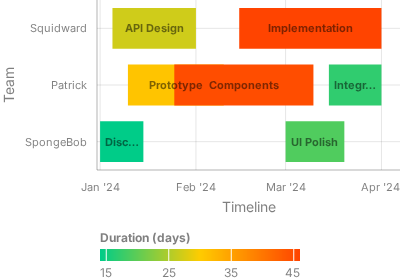 Squidward
API Design
Implementation
Team
Patrick
Prototype Components
Integr...
SpongeBob
Disc...
UI Polish
Jan '24
Feb '24
Mar '24
Apr '24
Timeline
Duration (days)
15
25
35
45